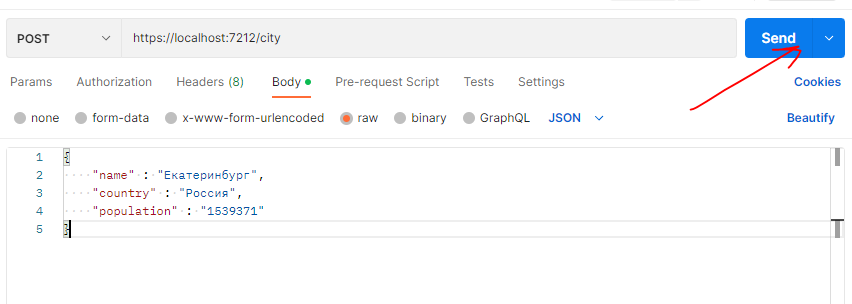 POST https://localhost:7212/city Send
Params Authorization Headers (8) Body Pre-request Script Tests Settings Cookies
none form-data x-www-form-urlencoded raw binary GraphQL JSON Beautify
1 {
2 "name" : "Екатеринбург",
3 "country" : "Россия",
4 "population" : "1539371"
5 }